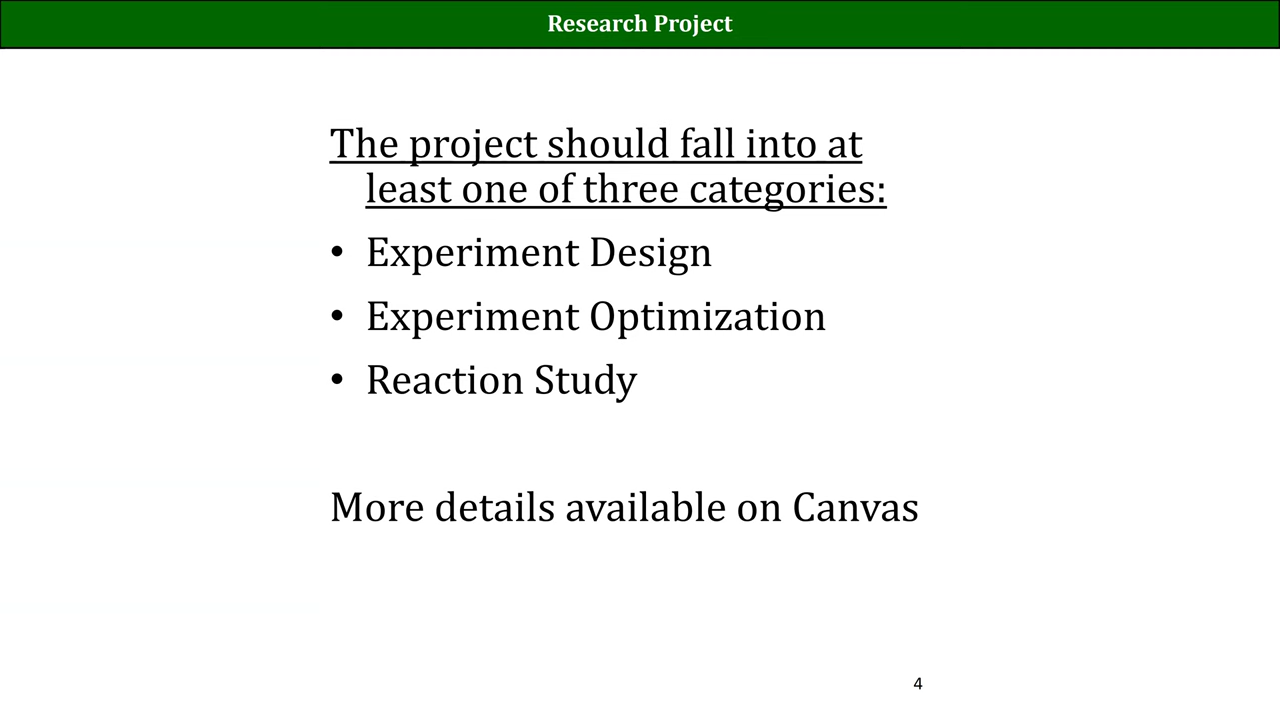 Research Project
The project should fall into at
least one of three categories:
• Experiment Design
• Experiment Optimization
• Reaction Study
More details available on Canvas
4